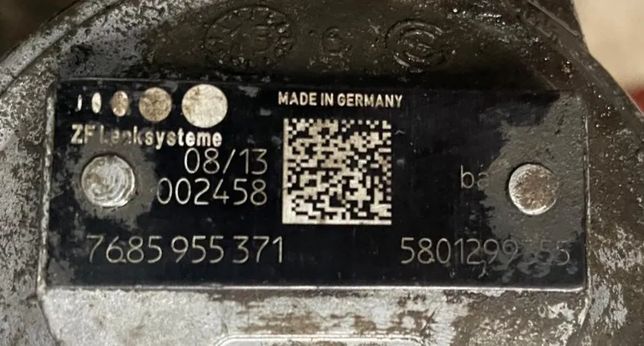 MADE IN GERMANY
ZF Lenksysteme
08/13
002458
7685 955 371